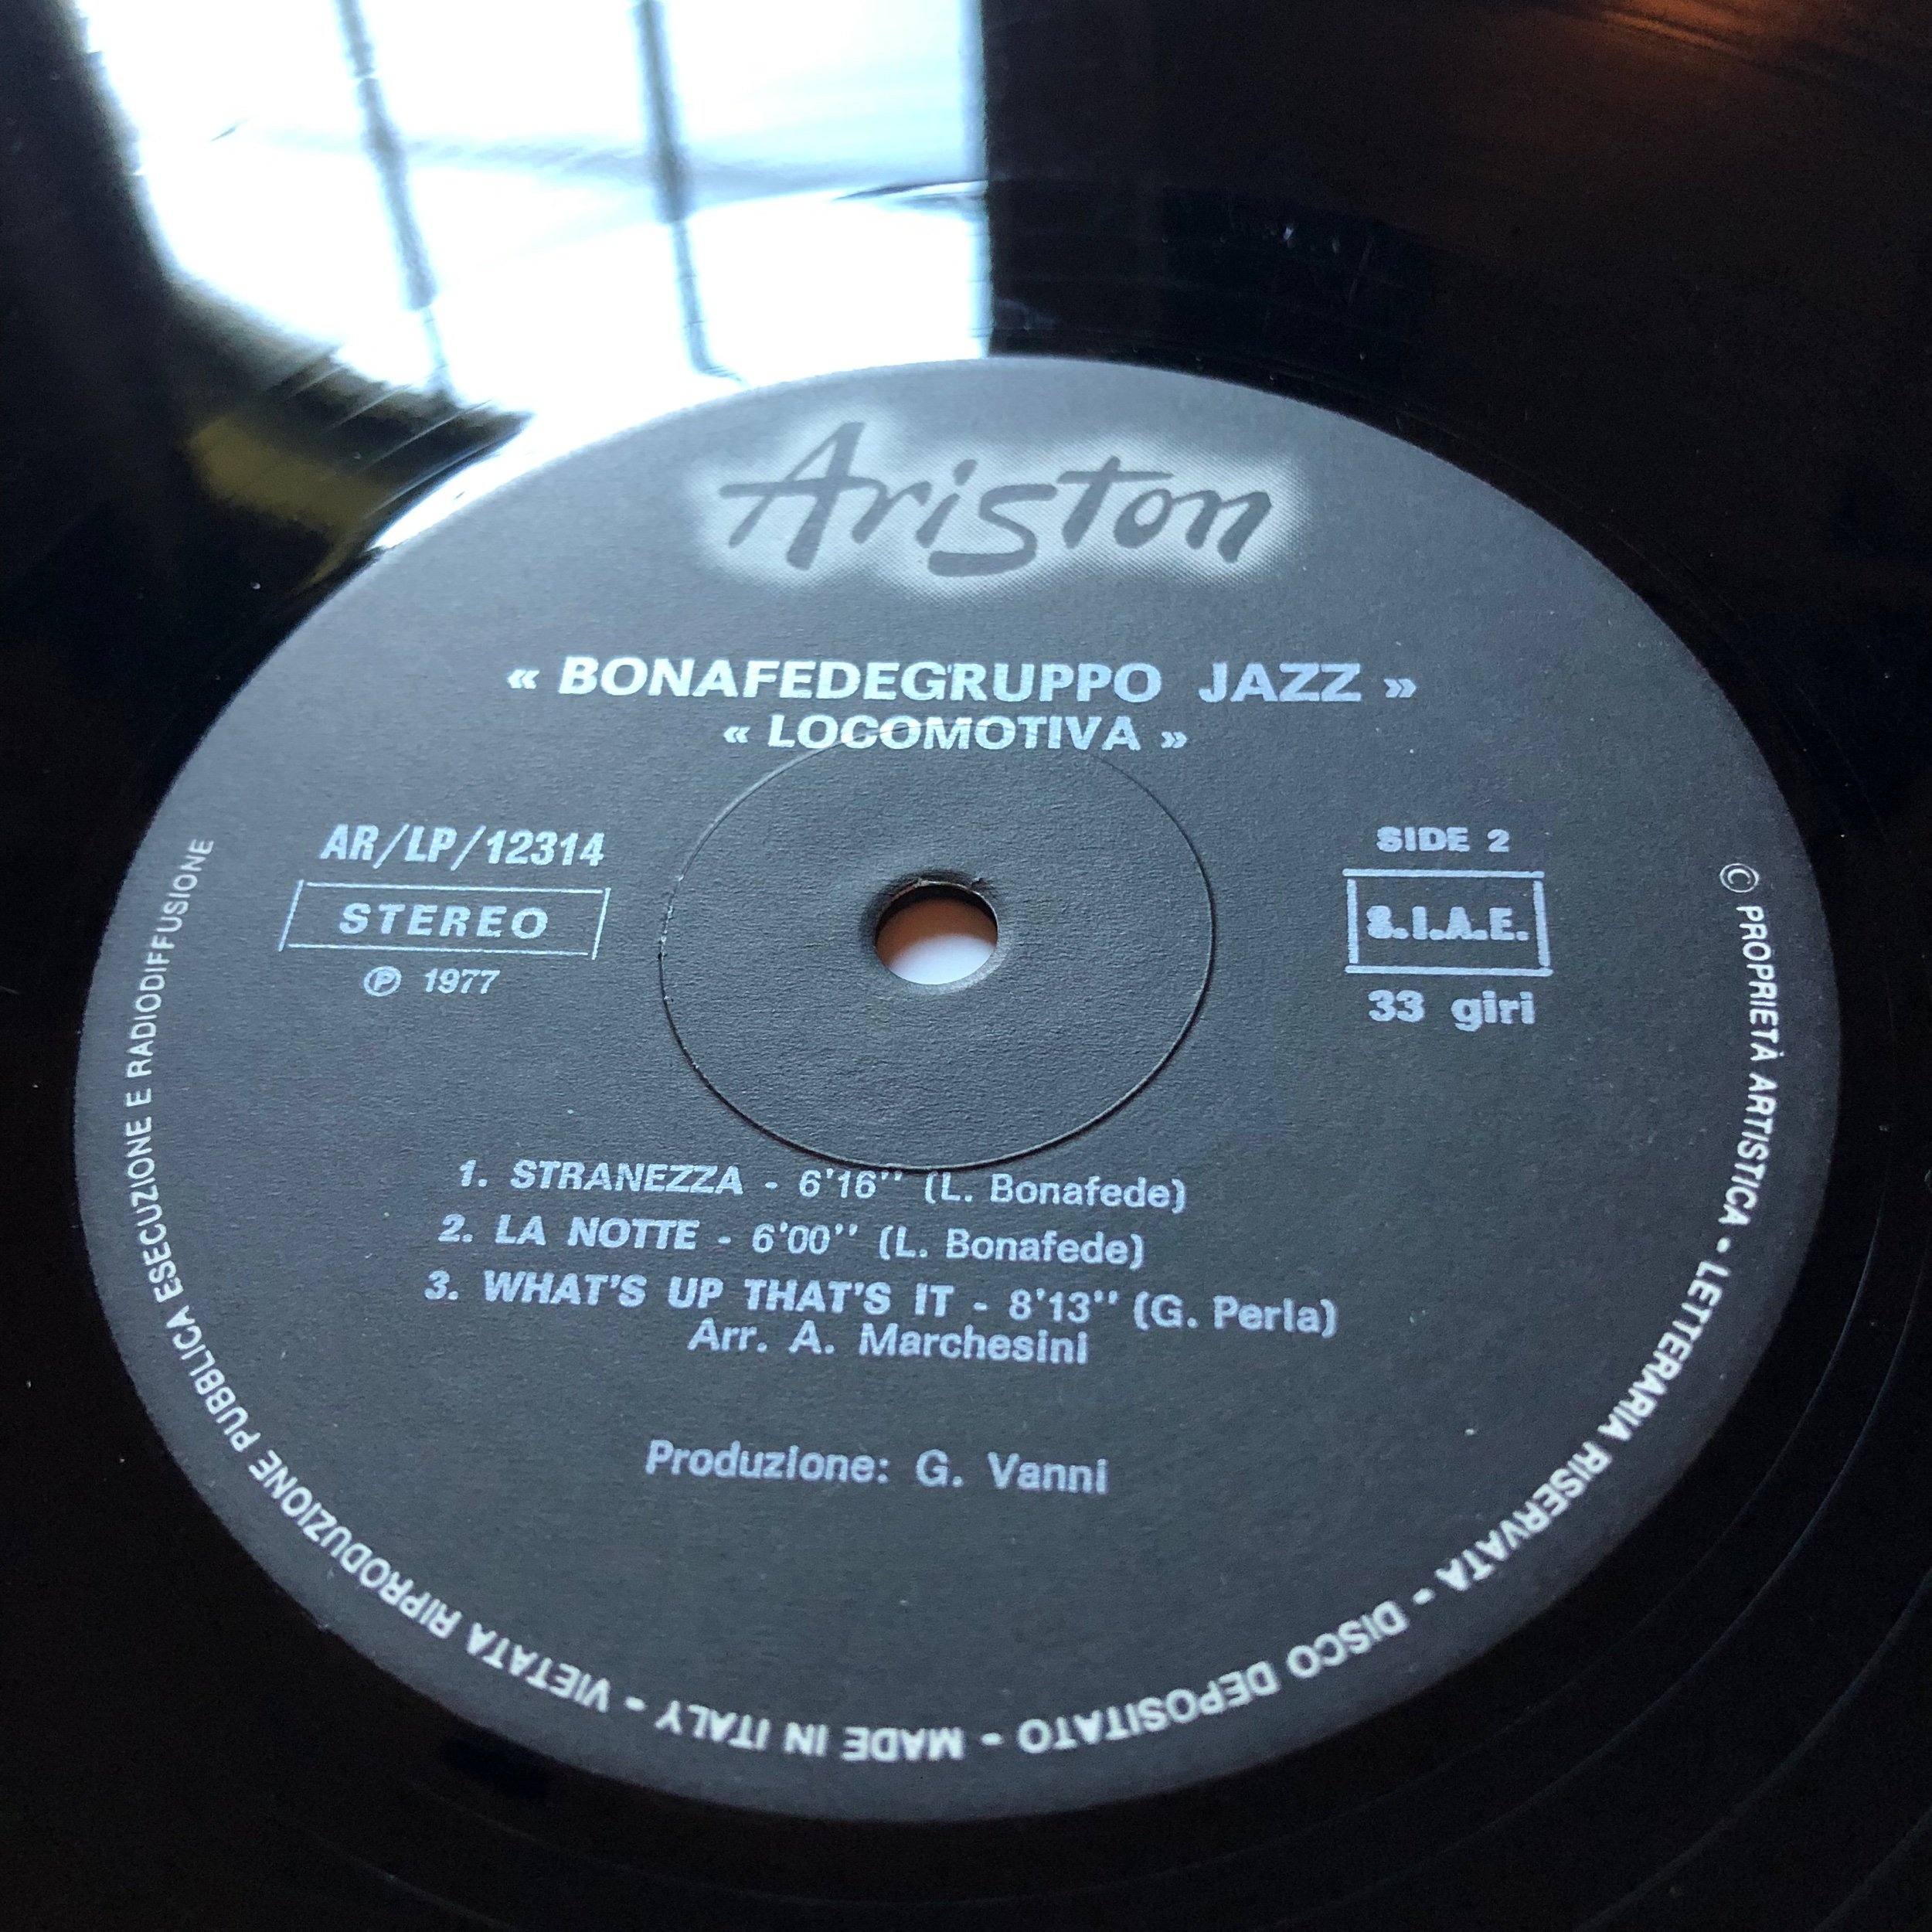 Ariston
« BONAFEDEGRUPPO JAZZ »
« LOCOMOTIVA »
AR/LP/12314
STEREO
℗ 1977
SIDE 2
S.I.A.E.
33 giri
1. STRANEZZA - 6'16'' (L. Bonafede)
2. LA NOTTE - 6'00'' (L. Bonafede)
3. WHAT'S UP THAT'S IT - 8'13'' (G. Perla)
Arr. A. Marchesini
Produzione: G. Vanni
© PROPRIETÀ ARTISTICA - LETTERARIA RISERVATA - DISCO DEPOSITATO - MADE IN ITALY - VIETATA RIPRODUZIONE PUBBLICA ESECUZIONE E RADIODIFFUSIONE